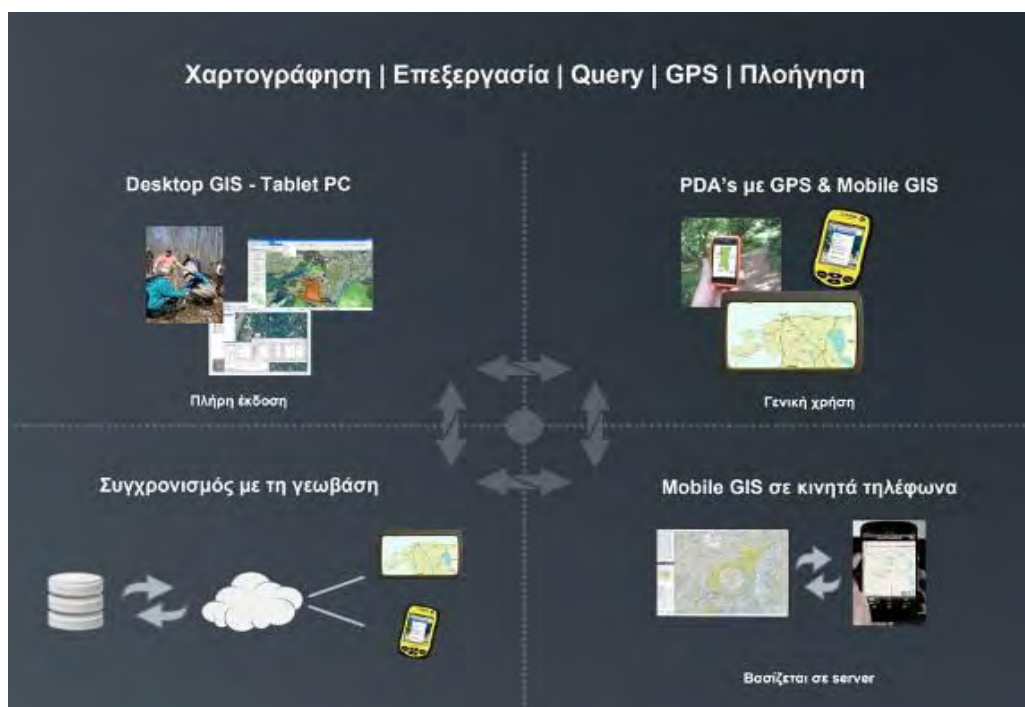 Χαρτογράφηση | Επεξεργασία | Query | GPS | Πλοήγηση
Desktop GIS - Tablet PC
Πλήρη έκδοση
PDA's με GPS & Mobile GIS
Γενική χρήση
Συγχρονισμός με τη γεωβάση
Mobile GIS σε κινητά τηλέφωνα
Βασίζεται σε server